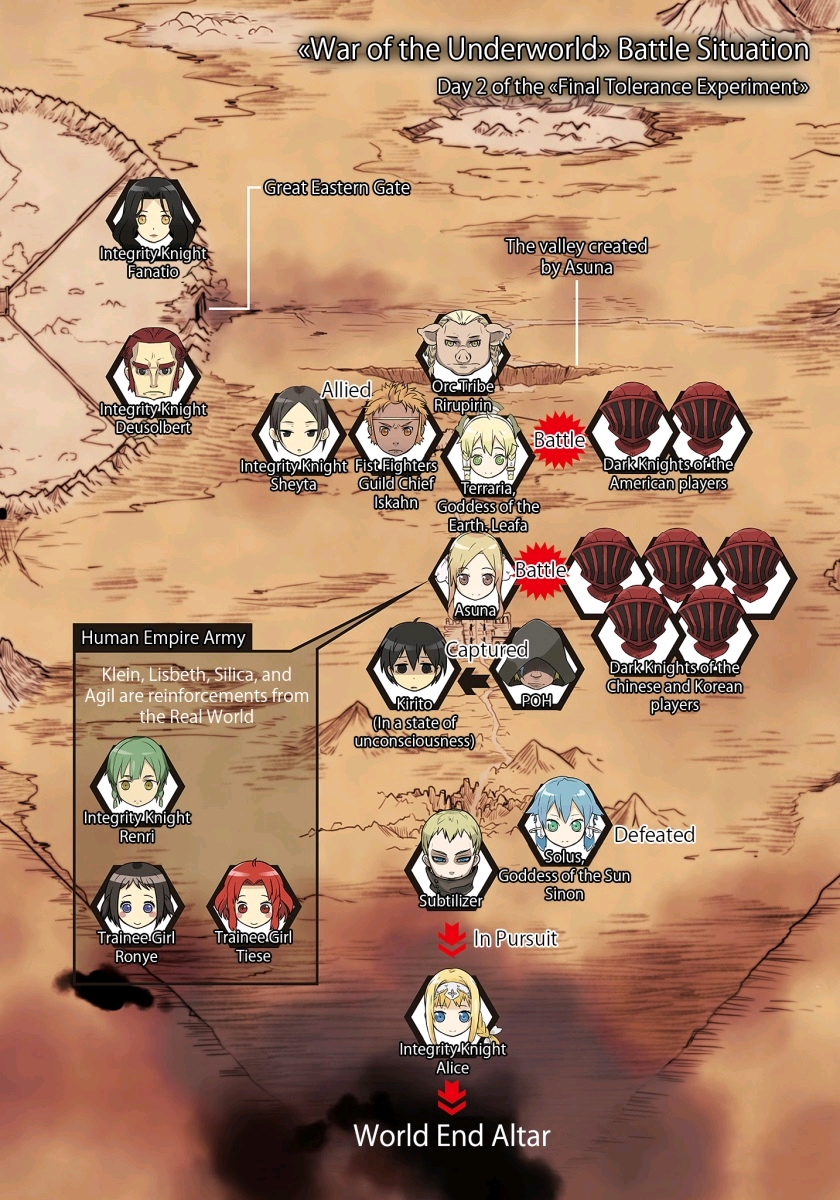 «War of the Underworld» Battle Situation
Day 2 of the «Final Tolerance Experiment»
Great Eastern Gate
Integrity Knight
Fanatio
The valley created
by Asuna
Integrity Knight
Deusolbert
Orc Tribe
Rirupirin
Allied
Integrity Knight
Sheyta
Fist Fighters
Guild Chief
Iskahn
Terraria,
Goddess of the
Earth. Leafa
Battle
Dark Knights of the
American players
Asuna
Battle
Dark Knights of the
Chinese and Korean
players
Captured
Kirito
(In a state of
unconsciousness)
POH
Human Empire Army
Klein, Lisbeth, Silica, and
Agil are reinforcements from
the Real World
Integrity Knight
Renri
Trainee Girl
Ronye
Trainee Girl
Tiese
Subtilizer
Solus,
Goddess of the Sun
Sinon
Defeated
In Pursuit
Integrity Knight
Alice
World End Altar